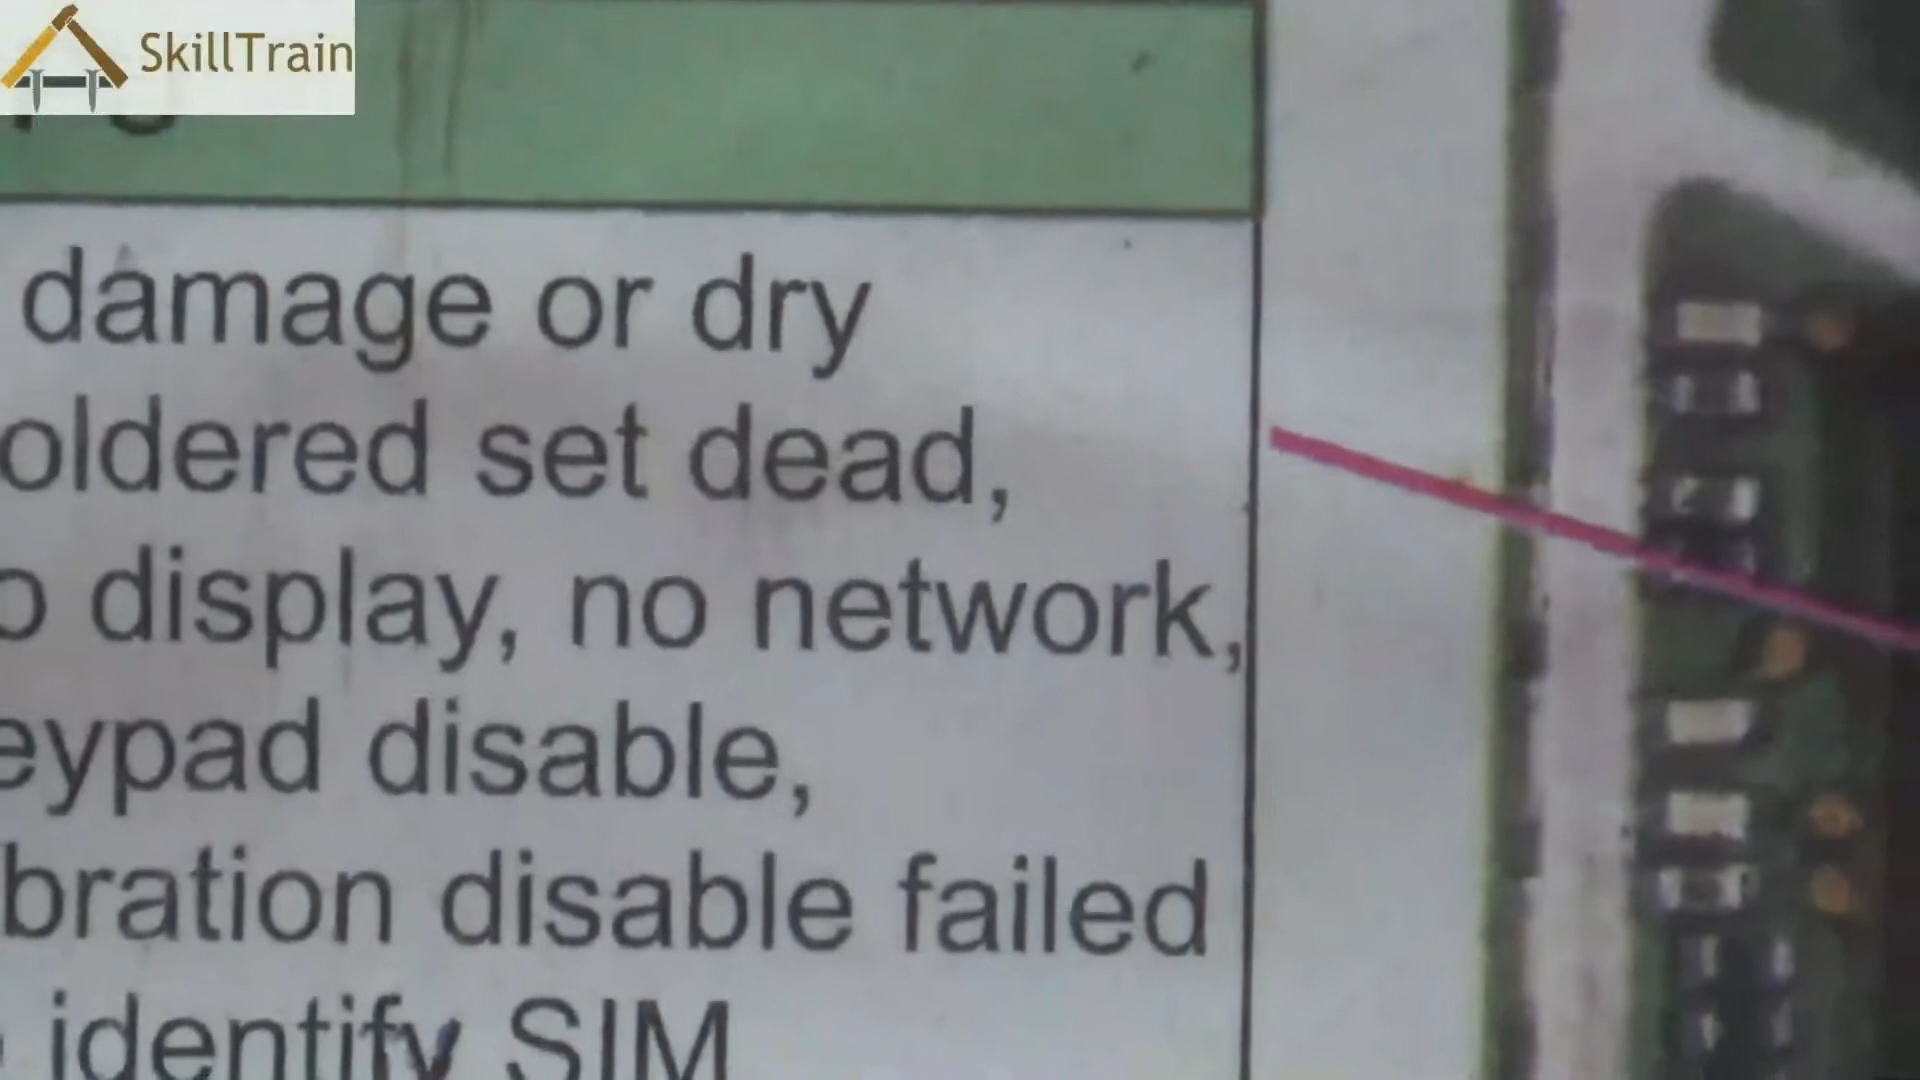 SkillTrain
damage or dry
oldered set dead,
o display, no network,
eypad disable,
bration disable failed
identify SIM